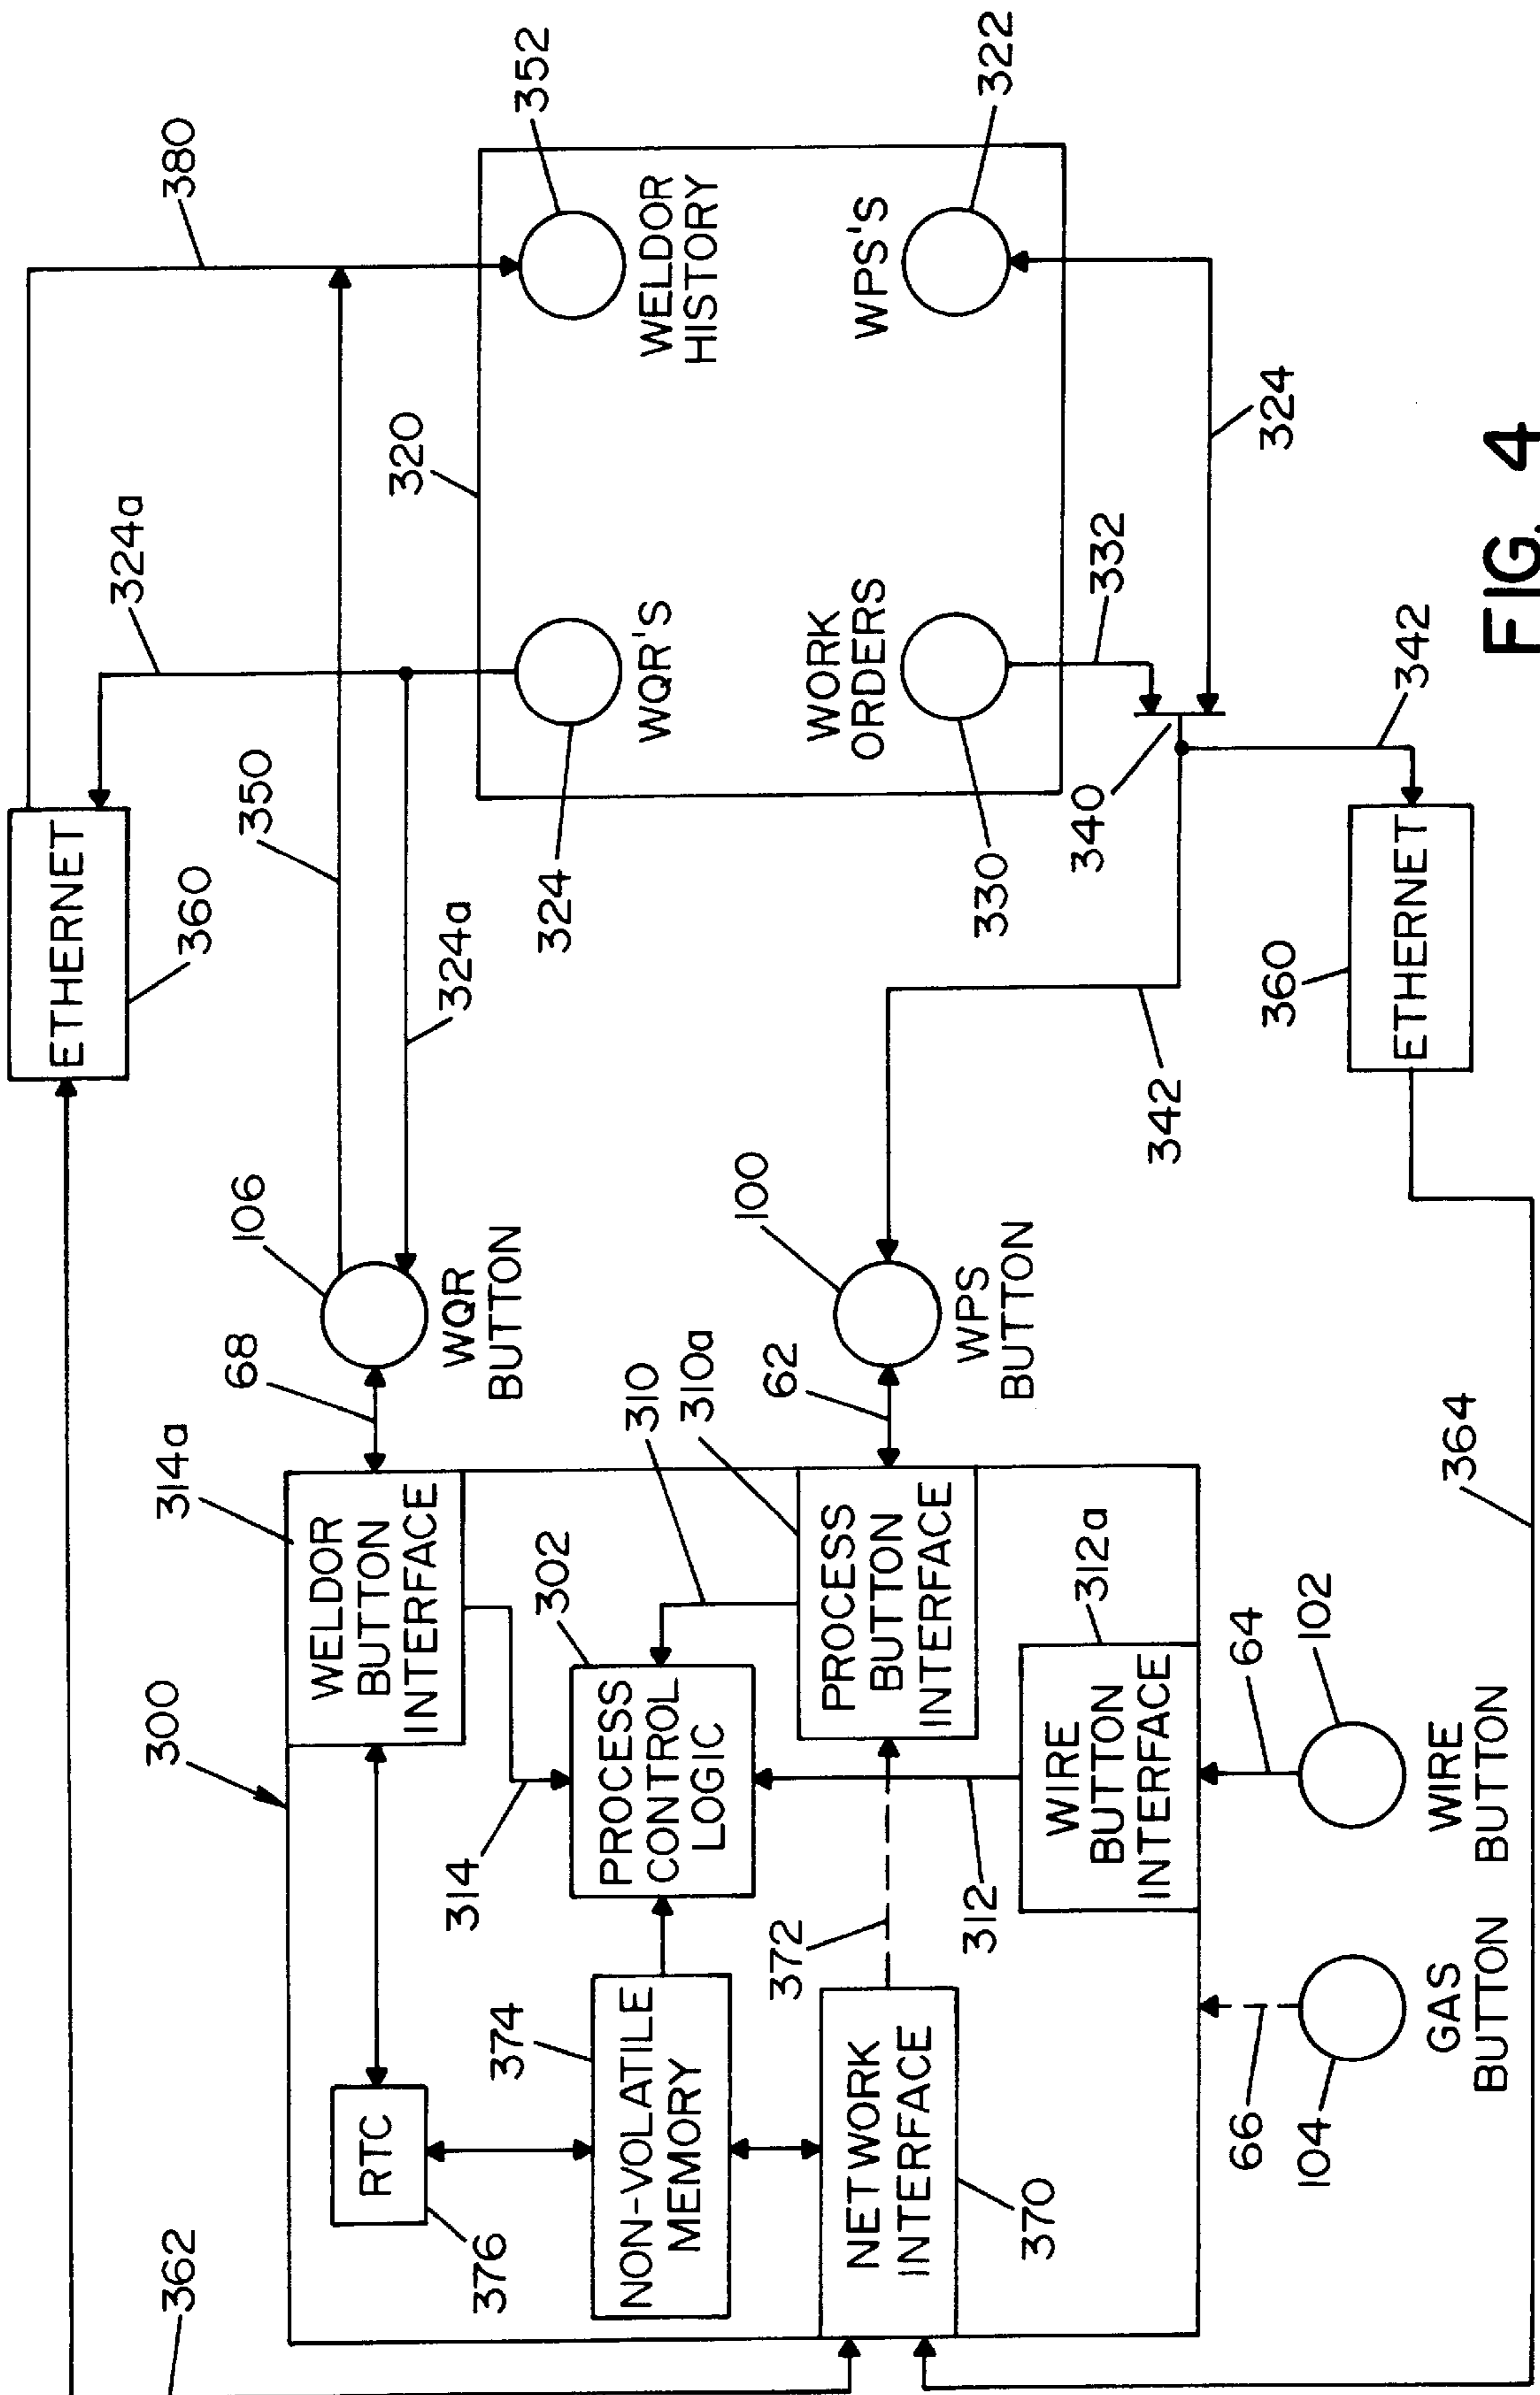 362
ETHERNET
360
324a
380
300
314a
68
106
350
WELDOR
BUTTON
INTERFACE
WQR
BUTTON
324a
324
WQR'S
320
WELDOR
HISTORY
352
RTC
376
314
302
PROCESS
CONTROL
LOGIC
374
NON-VOLATILE
MEMORY
310
310a
62
100
PROCESS
BUTTON
INTERFACE
WPS
BUTTON
330
WORK
ORDERS
WPS'S
322
372
NETWORK
INTERFACE
370
312
312a
WIRE
BUTTON
INTERFACE
342
340
332
324
66
104
GAS
BUTTON
64
102
WIRE
BUTTON
364
360
ETHERNET
342
FIG. 4